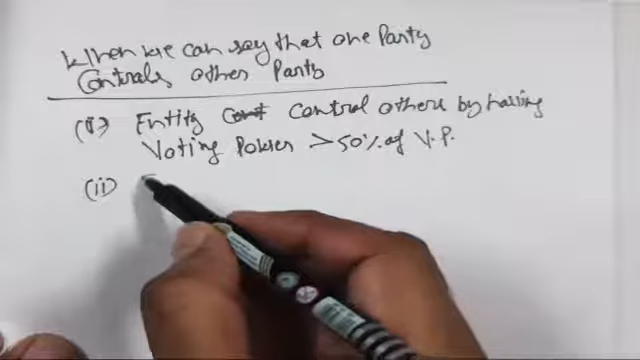 When we can say that one Party
Controls other Party
(i) Entity Cont Control others by having
Voting Power > 50% of V.P.
(ii)